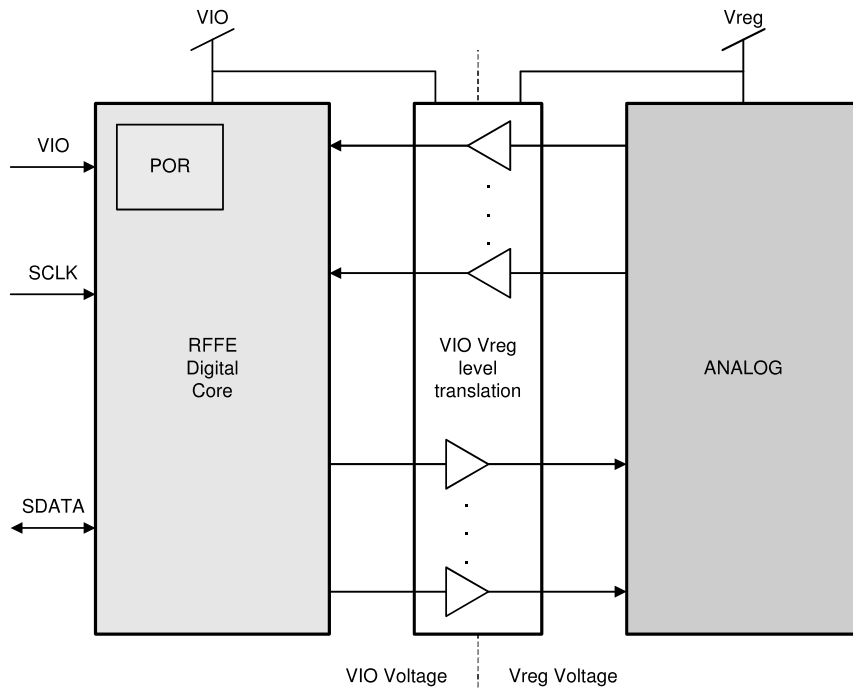 VIO
Vreg
VIO
POR
SCLK
RFFE
Digital
Core
VIO Vreg
level
translation
ANALOG
SDATA
VIO Voltage
Vreg Voltage